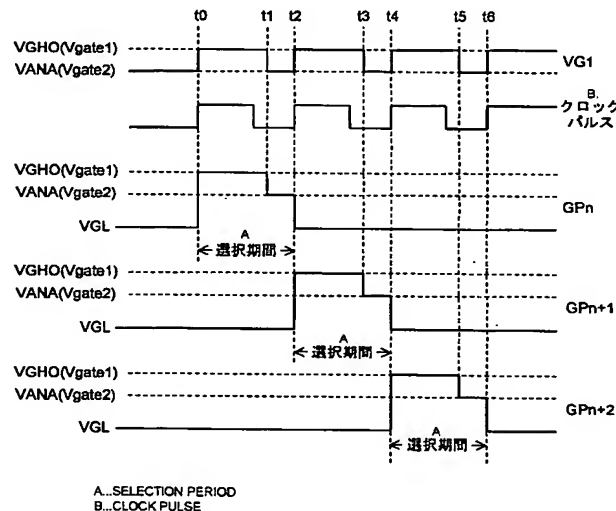 t0 t1 t2 t3 t4 t5 t6
VGHO(Vgate1)
VANA(Vgate2)
VG1
B.
クロック
パルス
VGHO(Vgate1)
VANA(Vgate2)
GPn
VGL
A
選択期間
VGHO(Vgate1)
VANA(Vgate2)
GPn+1
VGL
A
選択期間
VGHO(Vgate1)
VANA(Vgate2)
GPn+2
VGL
A
選択期間
A...SELECTION PERIOD
B...CLOCK PULSE